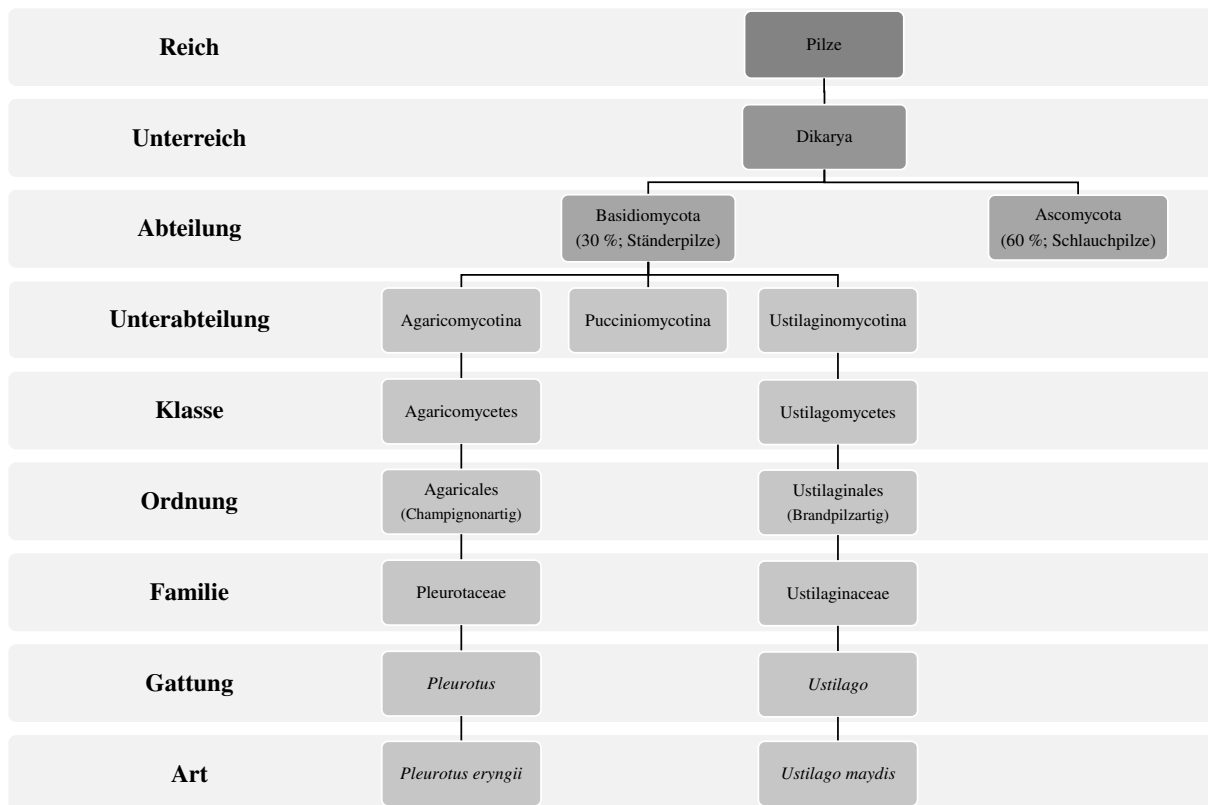 Reich
Pilze
Unterreich
Dikarya
Abteilung
Basidiomycota
(30 %; Ständerpilze)
Ascomycota
(60 %; Schlauchpilze)
Unterabteilung
Agaricomycotina
Pucciniomycotina
Ustilaginomycotina
Klasse
Agaricomycetes
Ustilagomycetes
Ordnung
Agaricales
(Champignonartig)
Ustilaginales
(Brandpilzartig)
Familie
Pleurotaceae
Ustilaginaceae
Gattung
Pleurotus
Ustilago
Art
Pleurotus eryngii
Ustilago maydis